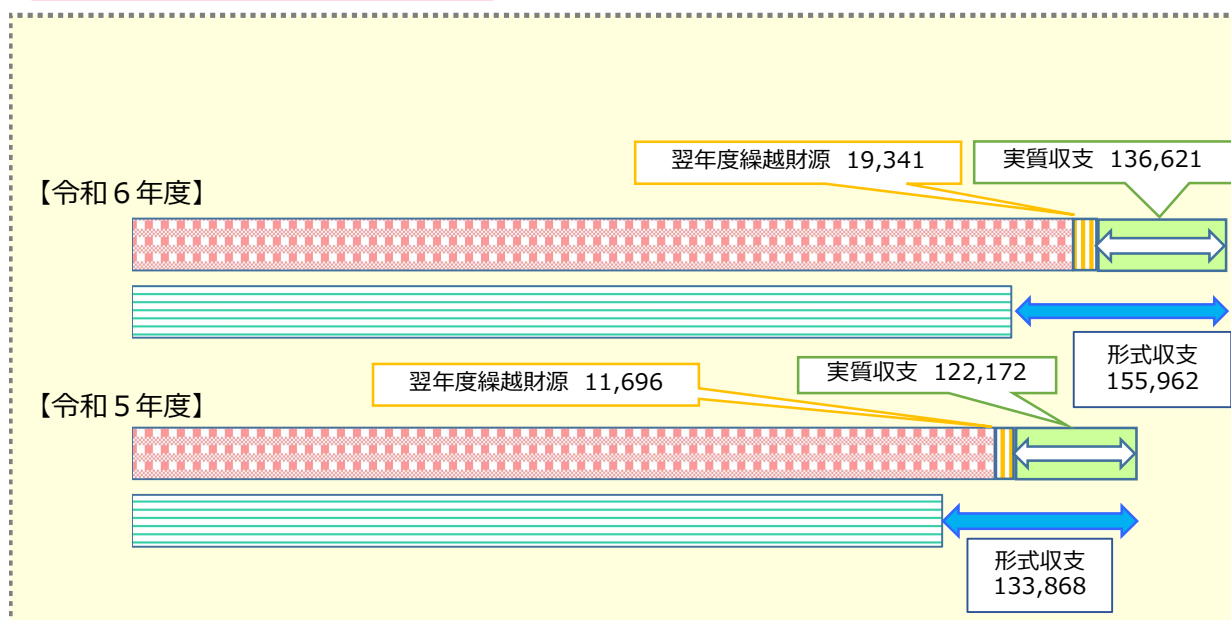 翌年度繰越財源 19,341
実質収支 136,621
【令和６年度】
形式収支
155,962
翌年度繰越財源 11,696
実質収支 122,172
【令和５年度】
形式収支
133,868